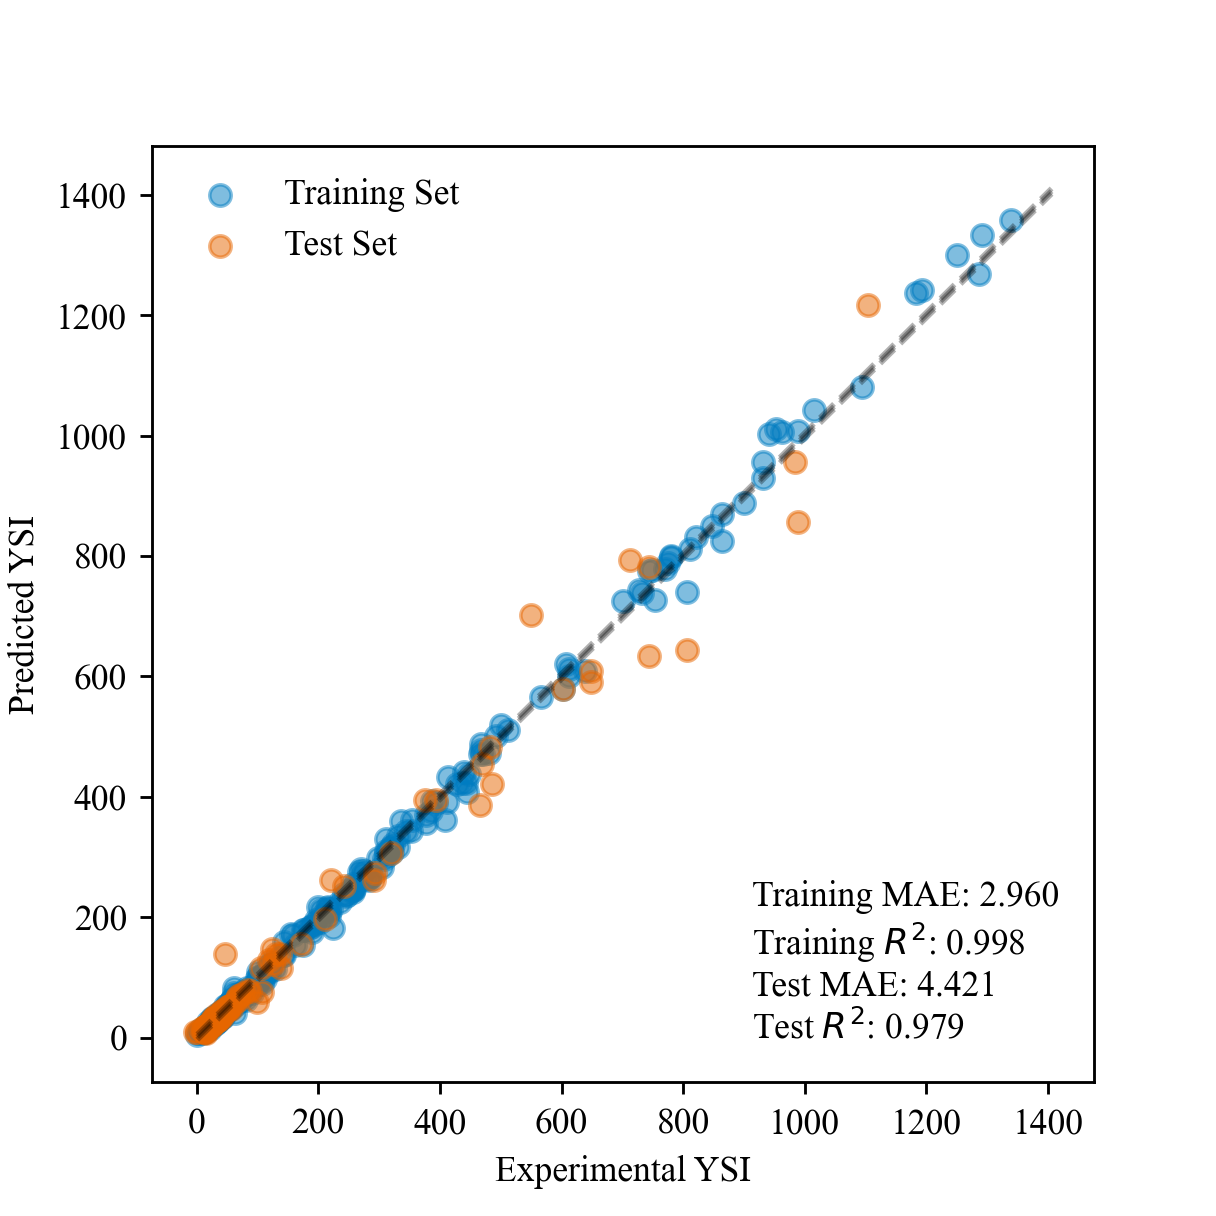 Training Set
Test Set
1400
1200
1000
800
600
400
200
0
Predicted YSI
Training MAE: 2.960
Training R²: 0.998
Test MAE: 4.421
Test R²: 0.979
0 200 400 600 800 1000 1200 1400
Experimental YSI